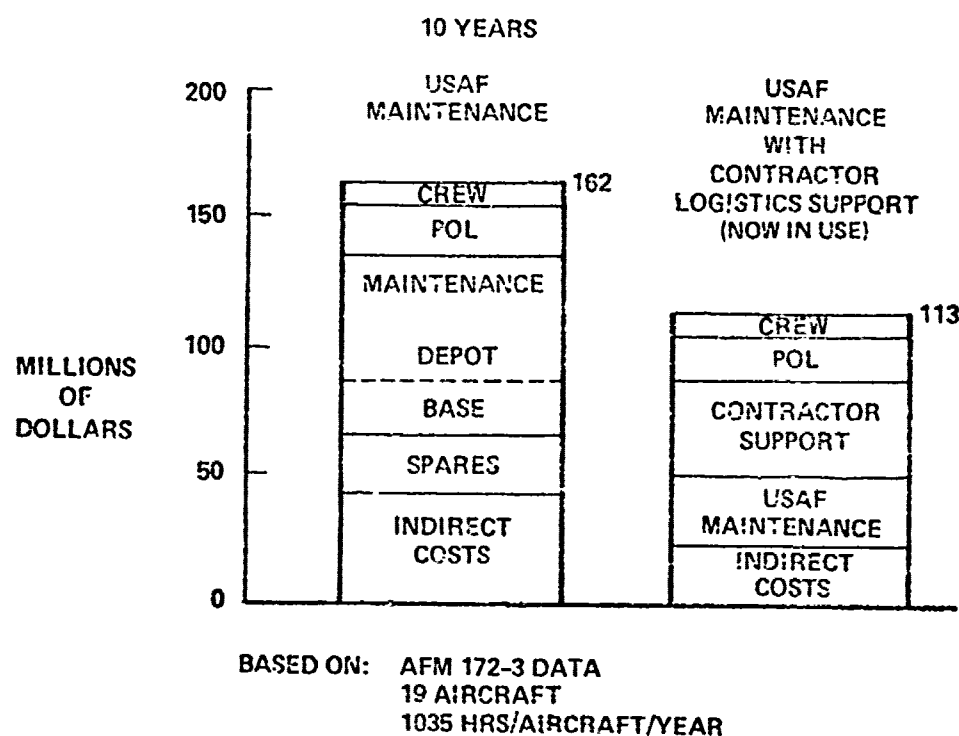 10 YEARS
USAF
MAINTENANCE
USAF
MAINTENANCE
WITH
CONTRACTOR
LOGISTICS SUPPORT
(NOW IN USE)
MILLIONS
OF
DOLLARS
200
150
100
50
0
162
CREW
POL
MAINTENANCE
DEPOT
BASE
SPARES
INDIRECT
COSTS
113
CREW
POL
CONTRACTOR
SUPPORT
USAF
MAINTENANCE
INDIRECT
COSTS
BASED ON: AFM 172-3 DATA
19 AIRCRAFT
1035 HRS/AIRCRAFT/YEAR